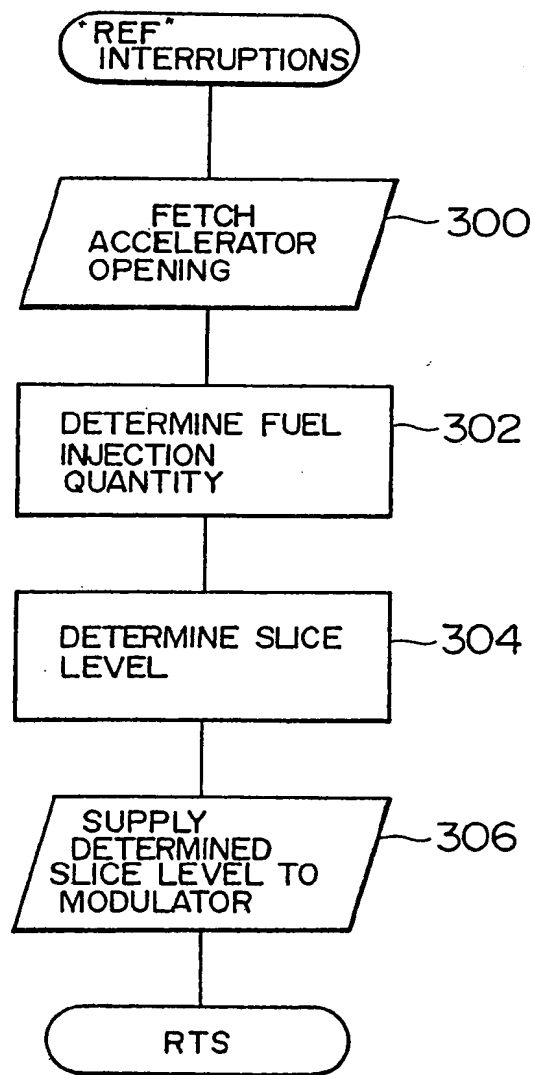 "REF"
INTERRUPTIONS
FETCH
ACCELERATOR
OPENING
300
DETERMINE FUEL
INJECTION
QUANTITY
302
DETERMINE SLICE
LEVEL
304
SUPPLY
DETERMINED
SLICE LEVEL TO
MODULATOR
306
RTS